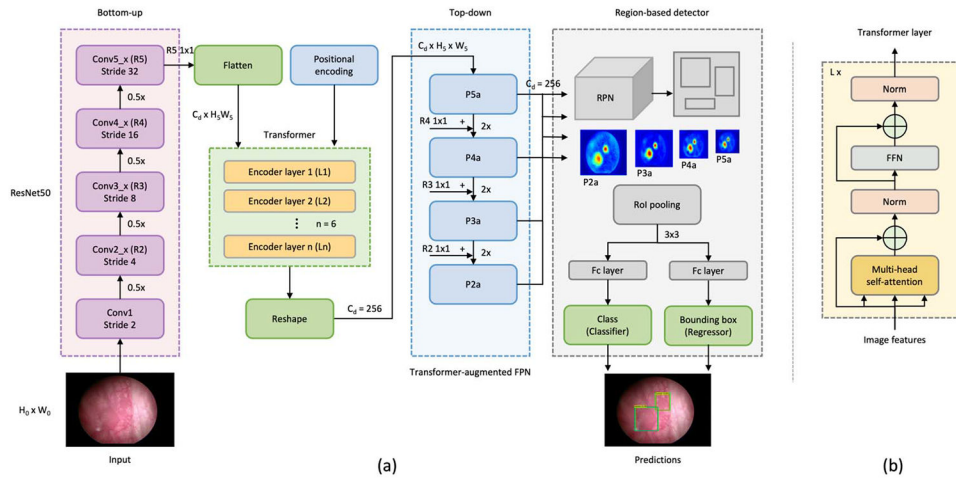 Bottom-up
Conv5_x (R5)
Stride 32
0.5x
Conv4_x (R4)
Stride 16
0.5x
Conv3_x (R3)
Stride 8
0.5x
Conv2_x (R2)
Stride 4
0.5x
Conv1
Stride 2
ResNet50
H₀ x W₀
Input
R5 1x1
Flatten
Positional
encoding
C_d x H₅W₅
Transformer
Encoder layer 1 (L1)
Encoder layer 2 (L2)
⋮ n = 6
Encoder layer n (Ln)
Reshape
C_d = 256
C_d x H₅ x W₅
Top-down
P5a
R4 1x1 + 2x
P4a
R3 1x1 + 2x
P3a
R2 1x1 + 2x
P2a
Transformer-augmented FPN
Region-based detector
C_d = 256
RPN
P2a
P3a
P4a
P5a
RoI pooling
3x3
Fc layer
Fc layer
Class
(Classifier)
Bounding box
(Regressor)
Predictions
(a)
Transformer layer
L x
Norm
FFN
Norm
Multi-head
self-attention
Image features
(b)